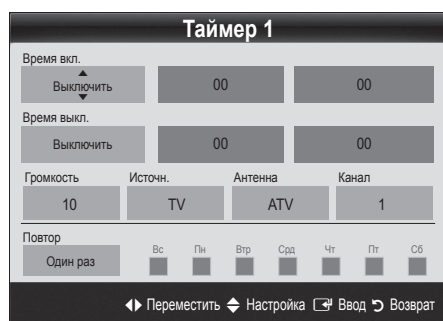 Таймер 1
Время вкл.
Выключить 00 00
Время выкл.
Выключить 00 00
Громкость Источн. Антенна Канал
10 TV ATV 1
Повтор Вс Пн Втр Срд Чт Пт Сб
Один раз
Переместить Настройка Ввод Возврат